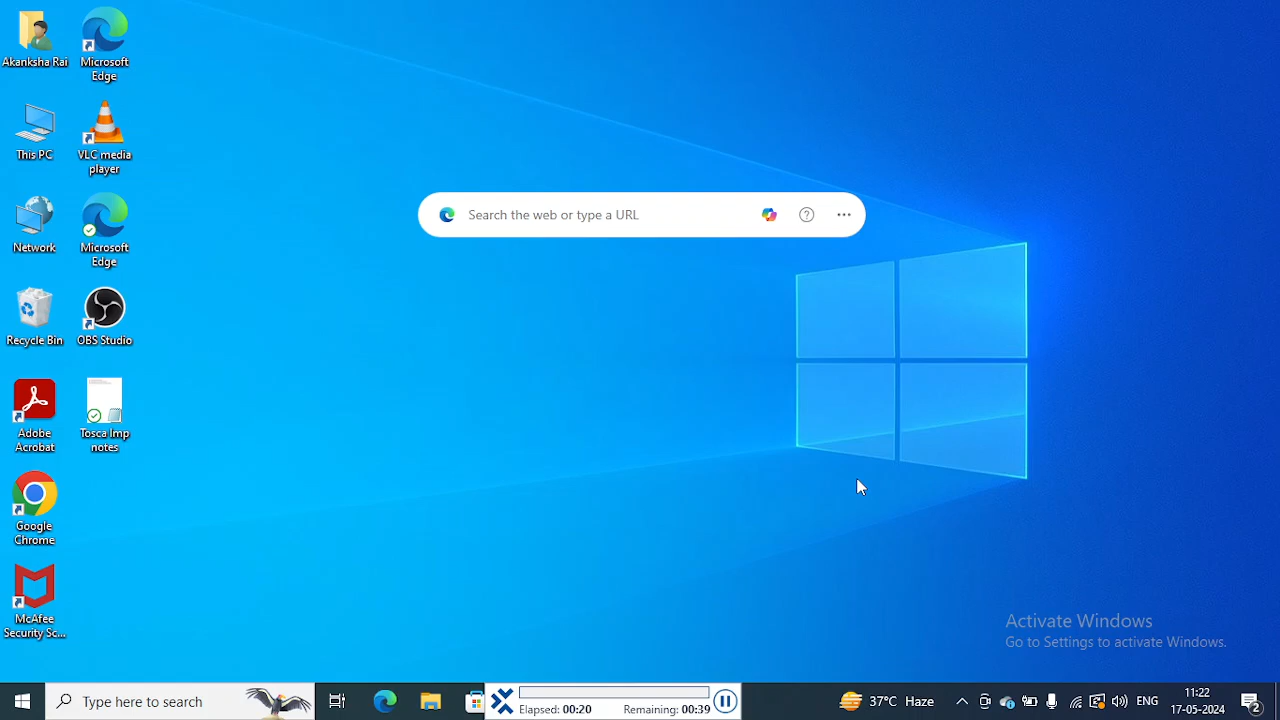 Akanksha Rai
Microsoft
Edge
This PC
VLC media
player
Network
Microsoft
Edge
Recycle Bin
OBS Studio
Adobe
Acrobat
Tosca Imp
notes
Google
Chrome
McAfee
Security Sc...
Search the web or type a URL
Activate Windows
Go to Settings to activate Windows.
Type here to search
Elapsed: 00:20 Remaining: 00:39
37°C Haze
ENG
11:22
17-05-2024
2